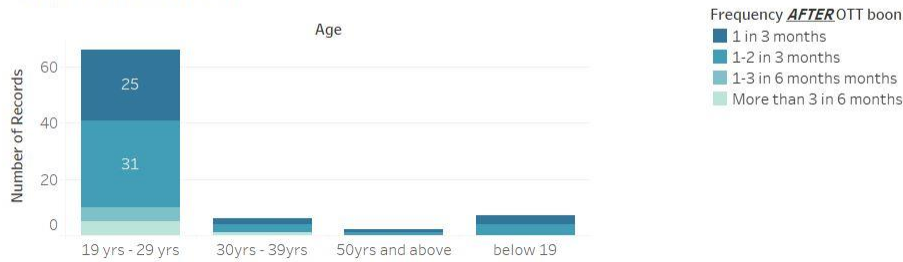 Age
Frequency AFTER OTT boon
1 in 3 months
1-2 in 3 months
1-3 in 6 months months
More than 3 in 6 months
Number of Records
60
40
20
0
25
31
19 yrs - 29 yrs
30yrs - 39yrs
50yrs and above
below 19